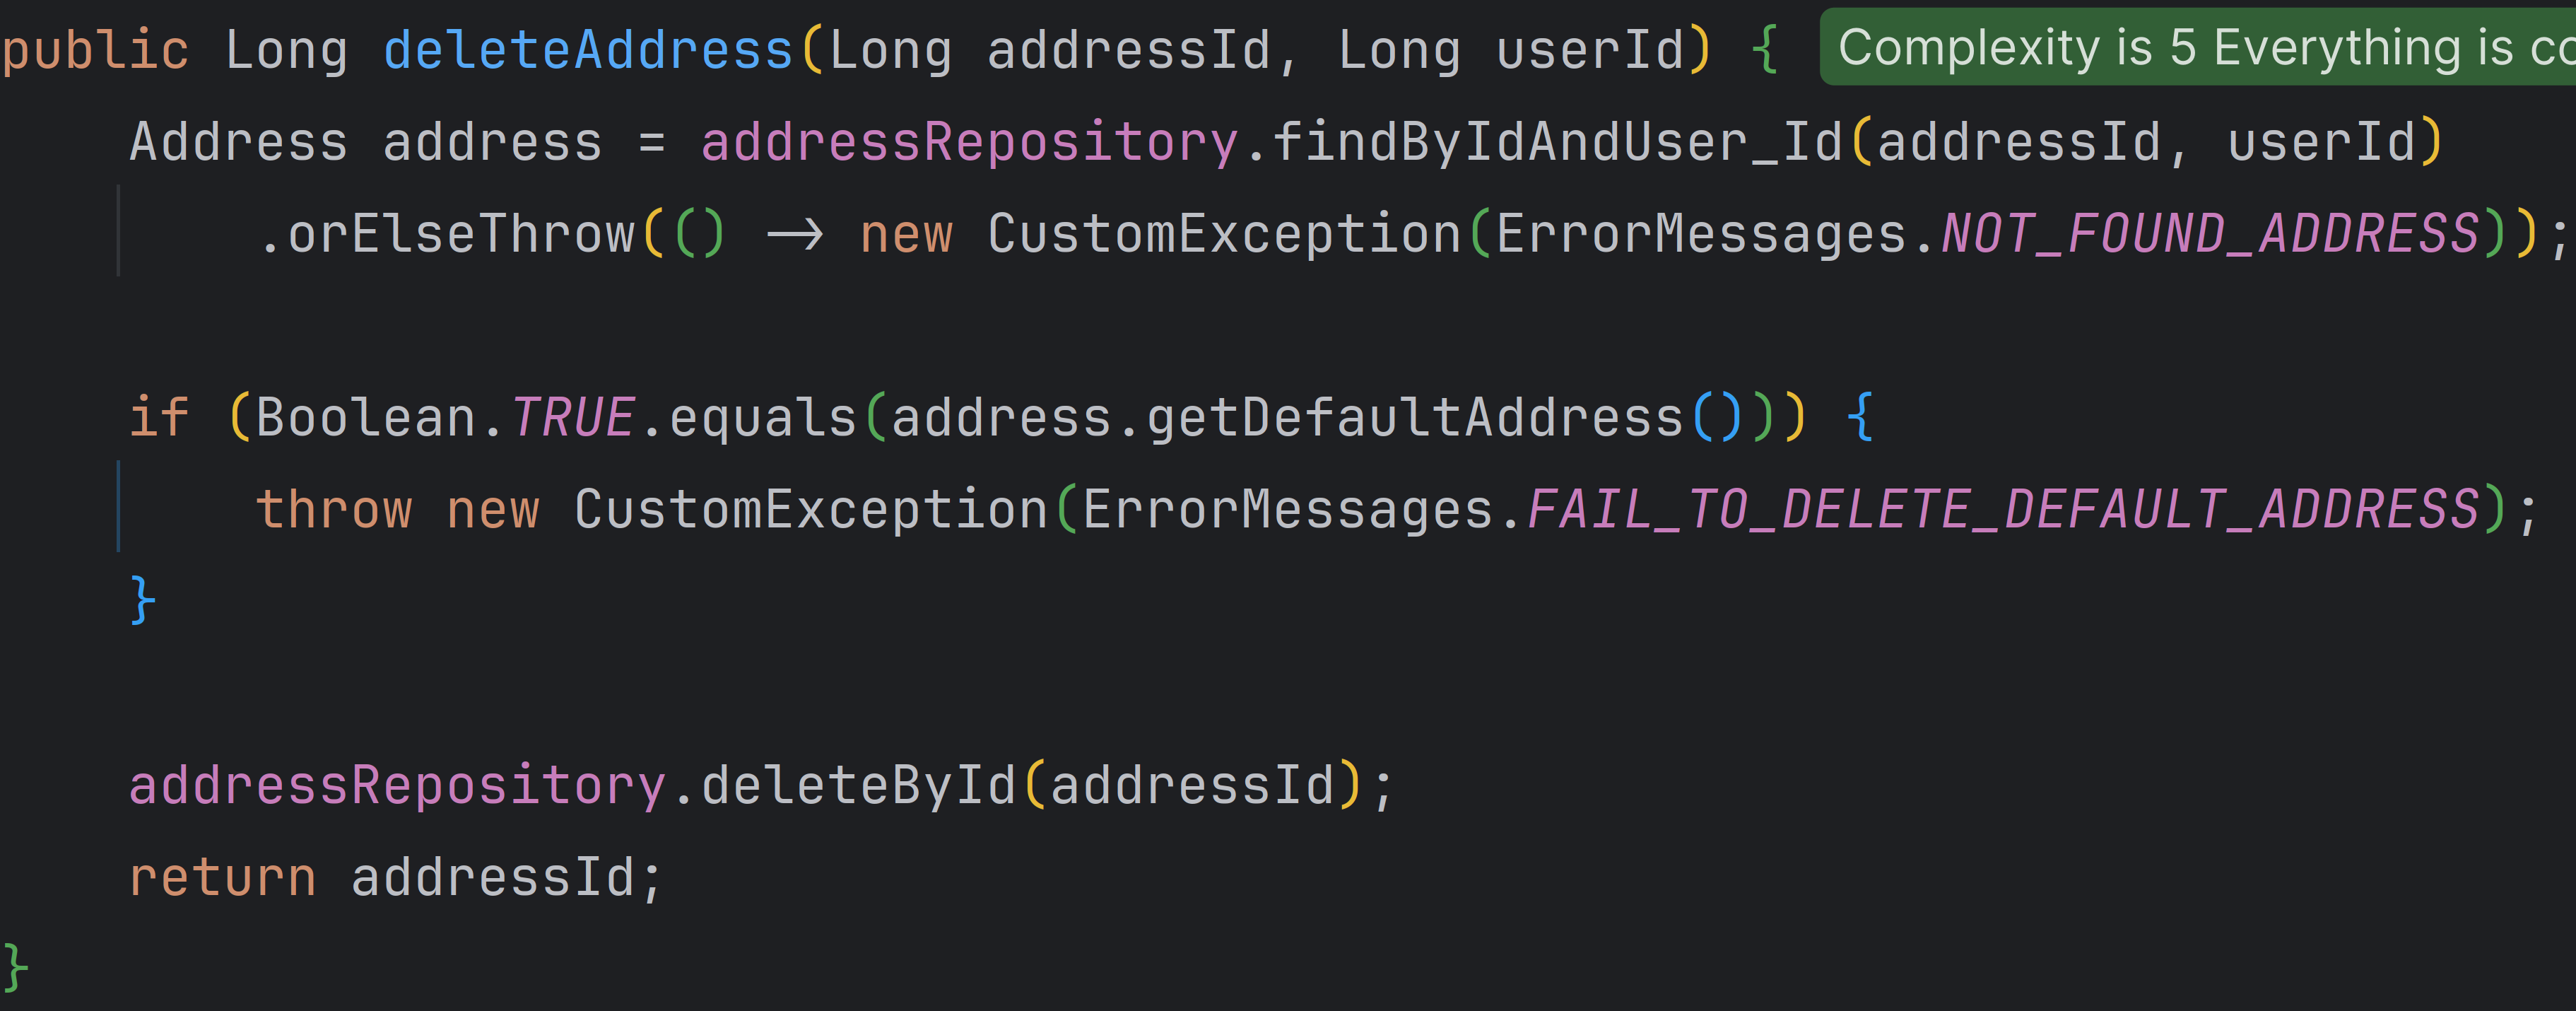 public Long deleteAddress(Long addressId, Long userId) { Complexity is 5 Everything is
Address address = addressRepository.findByIdAndUser_Id(addressId, userId)
.orElseThrow(() -> new CustomException(ErrorMessages.NOT_FOUND_ADDRESS));
if (Boolean.TRUE.equals(address.getDefaultAddress())) {
throw new CustomException(ErrorMessages.FAIL_TO_DELETE_DEFAULT_ADDRESS);
}
addressRepository.deleteById(addressId);
return addressId;
}